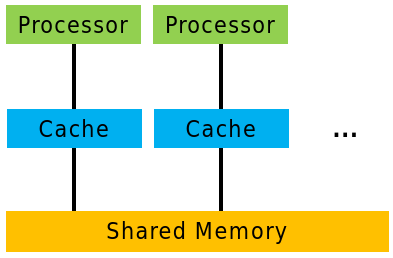 Processor Processor
Cache Cache ...
Shared Memory